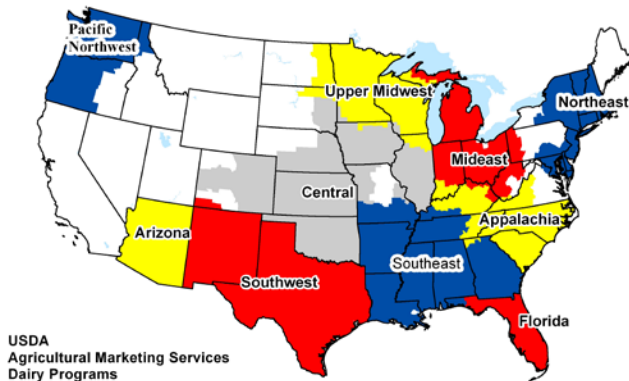 Pacific
Northwest
Upper Midwest
Northeast
Mideast
Central
Appalachia
Arizona
Southeast
Southwest
Florida
USDA
Agricultural Marketing Services
Dairy Programs